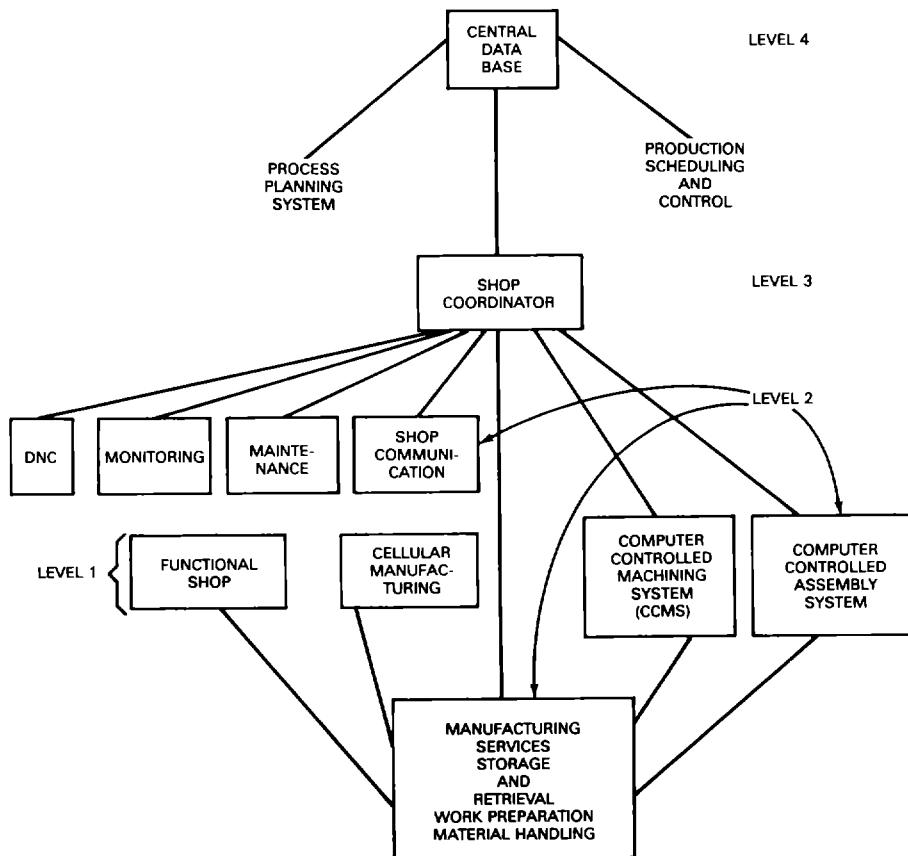 CENTRAL
DATA
BASE
LEVEL 4
PROCESS
PLANNING
SYSTEM
PRODUCTION
SCHEDULING
AND
CONTROL
SHOP
COORDINATOR
LEVEL 3
LEVEL 2
DNC
MONITORING
MAINTE-
NANCE
SHOP
COMMUNI-
CATION
LEVEL 1
FUNCTIONAL
SHOP
CELLULAR
MANUFAC-
TURING
COMPUTER
CONTROLLED
MACHINING
SYSTEM
(CCMS)
COMPUTER
CONTROLLED
ASSEMBLY
SYSTEM
MANUFACTURING
SERVICES
STORAGE
AND
RETRIEVAL
WORK PREPARATION
MATERIAL HANDLING